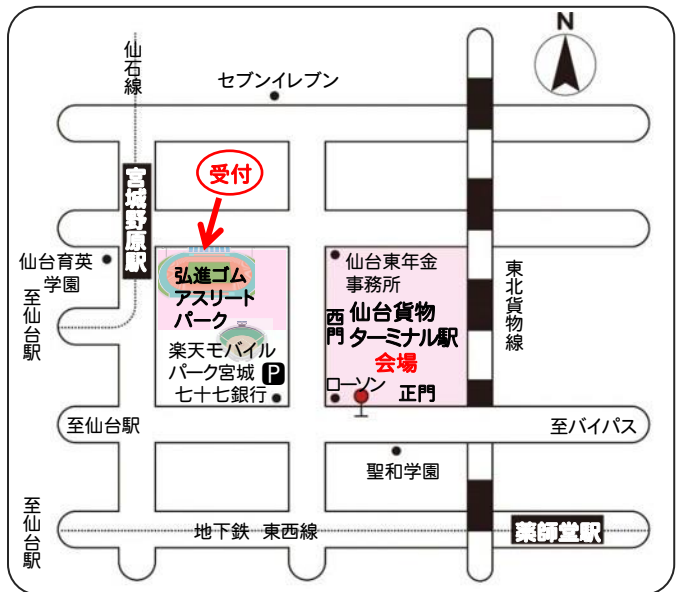 N
仙石線
セブンイレブン
宮城野原駅
受付
仙台育英
学園
至仙台駅
弘進ゴム
アスリート
パーク
仙台東年金
事務所
西門
仙台貨物
ターミナル駅
会場
東北貨物線
楽天モバイル
パーク宮城 P
七十七銀行
ローソン
正門
至仙台駅
至バイパス
聖和学園
至仙台駅
地下鉄 東西線
薬師堂駅